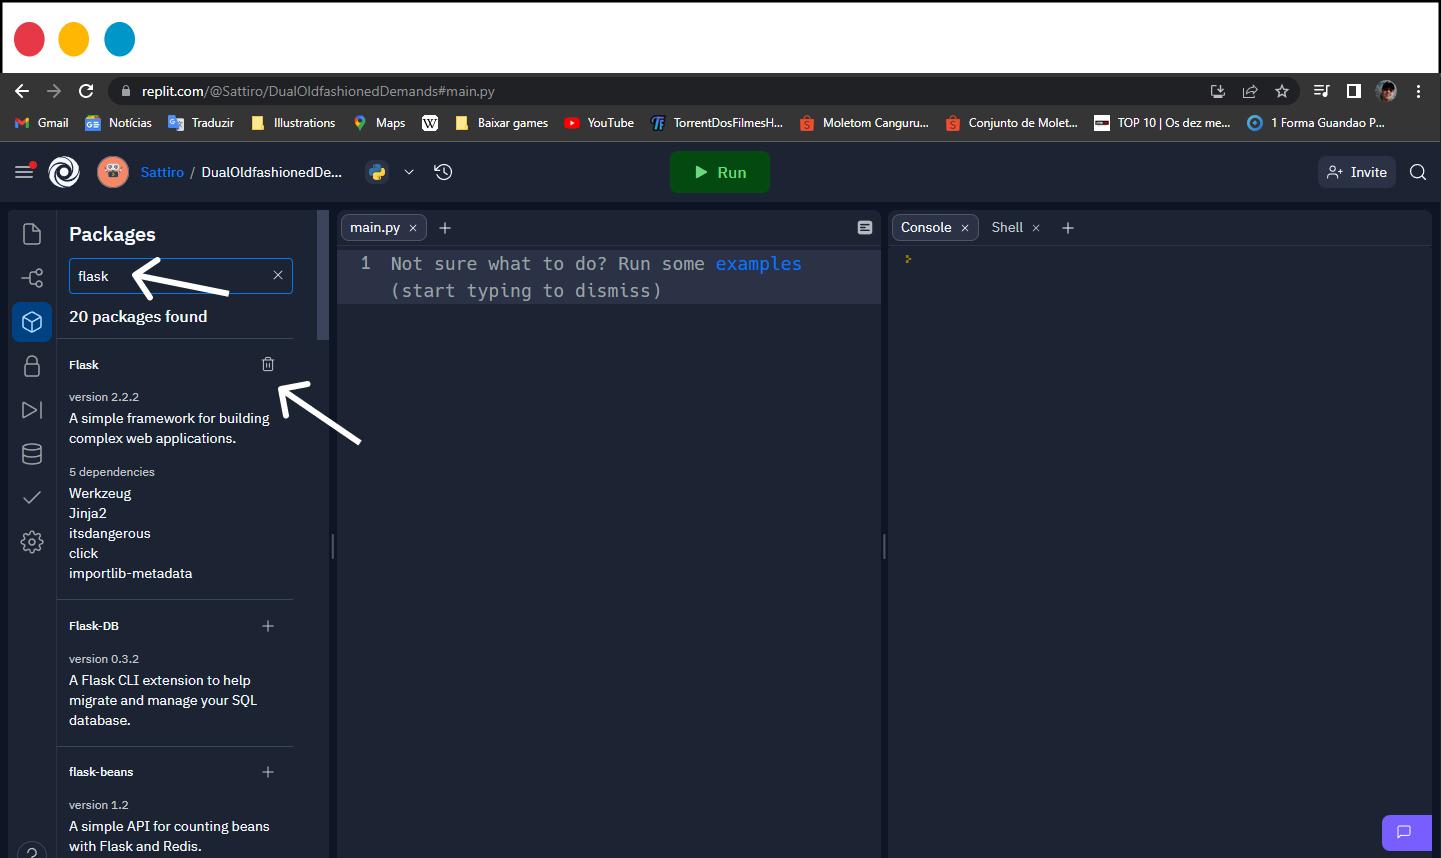 replit.com/@Sattiro/DualOldfashionedDemands#main.py
Gmail
Notícias
Traduzir
Illustrations
Maps
W
Baixar games
YouTube
TorrentDosFilmesH...
Moletom Canguru...
Conjunto de Molet...
TOP 10 | Os dez me...
1 Forma Guandao P...
Sattiro / DualOldfashionedDe...
Run
Invite
Packages
flask
20 packages found
Flask
version 2.2.2
A simple framework for building
complex web applications.
5 dependencies
Werkzeug
Jinja2
itsdangerous
click
importlib-metadata
Flask-DB
version 0.3.2
A Flask CLI extension to help
migrate and manage your SQL
database.
flask-beans
version 1.2
A simple API for counting beans
with Flask and Redis.
main.py
1 Not sure what to do? Run some examples
(start typing to dismiss)
Console
Shell